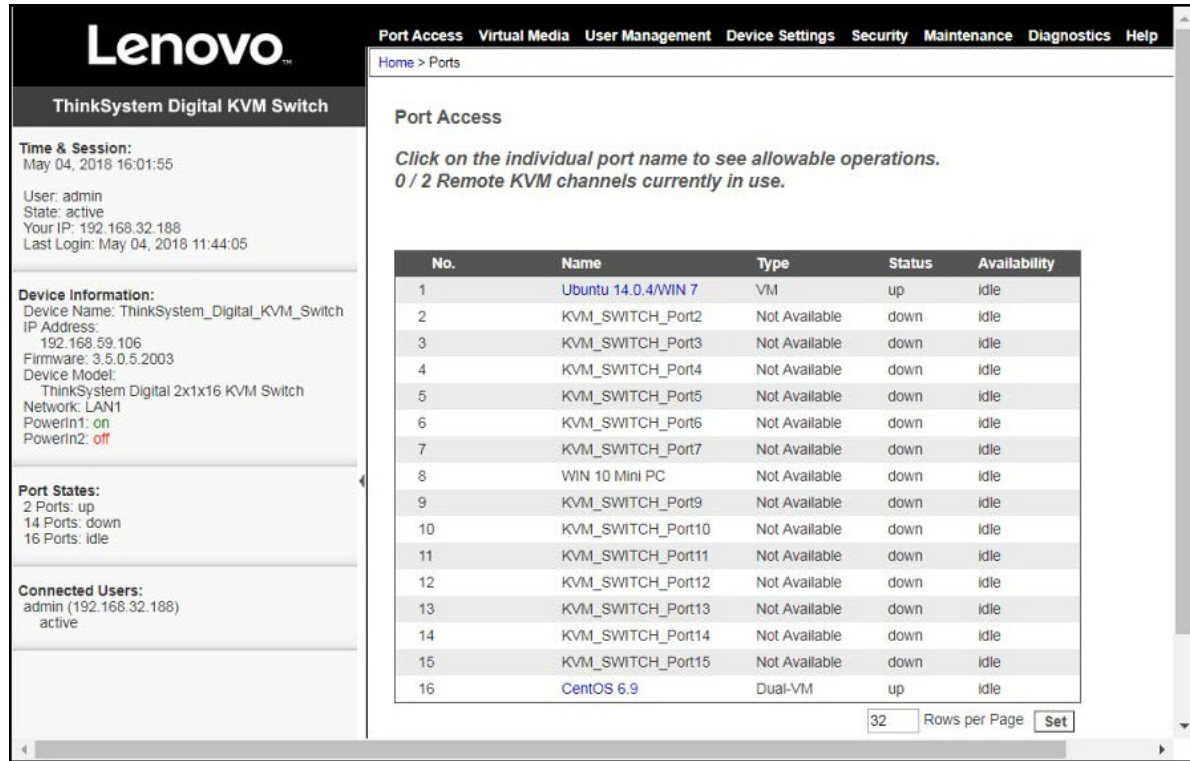 Lenovo™
Port Access Virtual Media User Management Device Settings Security Maintenance Diagnostics Help
Home > Ports
ThinkSystem Digital KVM Switch
Time & Session:
May 04, 2018 16:01:55
User: admin
State: active
Your IP: 192.168.32.188
Last Login: May 04, 2018 11:44:05
Device Information:
Device Name: ThinkSystem_Digital_KVM_Switch
IP Address:
192.168.59.106
Firmware: 3.5.0.5.2003
Device Model:
ThinkSystem Digital 2x1x16 KVM Switch
Network: LAN1
PowerIn1: on
PowerIn2: off
Port States:
2 Ports: up
14 Ports: down
16 Ports: idle
Connected Users:
admin (192.168.32.188)
active
Port Access
Click on the individual port name to see allowable operations.
0 / 2 Remote KVM channels currently in use.
No. Name Type Status Availability
1 Ubuntu 14.0.4/WIN 7 VM up idle
2 KVM_SWITCH_Port2 Not Available down idle
3 KVM_SWITCH_Port3 Not Available down idle
4 KVM_SWITCH_Port4 Not Available down idle
5 KVM_SWITCH_Port5 Not Available down idle
6 KVM_SWITCH_Port6 Not Available down idle
7 KVM_SWITCH_Port7 Not Available down idle
8 WIN 10 Mini PC Not Available down idle
9 KVM_SWITCH_Port9 Not Available down idle
10 KVM_SWITCH_Port10 Not Available down idle
11 KVM_SWITCH_Port11 Not Available down idle
12 KVM_SWITCH_Port12 Not Available down idle
13 KVM_SWITCH_Port13 Not Available down idle
14 KVM_SWITCH_Port14 Not Available down idle
15 KVM_SWITCH_Port15 Not Available down idle
16 CentOS 6.9 Dual-VM up idle
32 Rows per Page Set